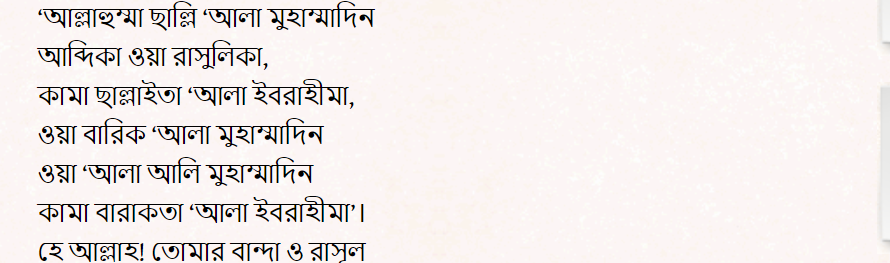 ‘আল্লাহুম্মা ছাল্লি ‘আলা মুহাম্মাদিন
আব্দিকা ওয়া রাসুলিকা,
কামা ছাল্লাইতা ‘আলা ইবরাহীমা,
ওয়া বারিক ‘আলা মুহাম্মাদিন
ওয়া ‘আলা আলি মুহাম্মাদিন
কামা বারাকতা ‘আলা ইবরাহীমা’।
হে আল্লাহ! তোমার বান্দা ও রাসূল